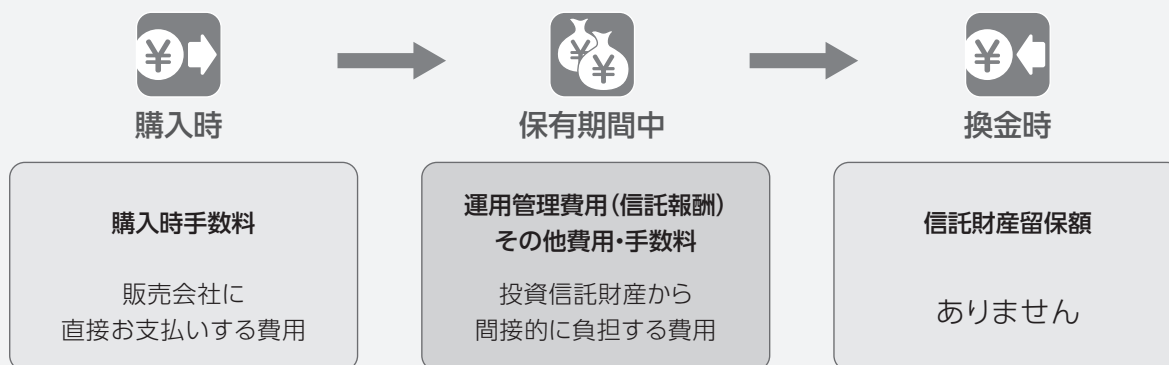 購入時
保有期間中
換金時
購入時手数料
販売会社に
直接お支払いする費用
運用管理費用(信託報酬)
その他費用・手数料
投資信託財産から
間接的に負担する費用
信託財産留保額
ありません